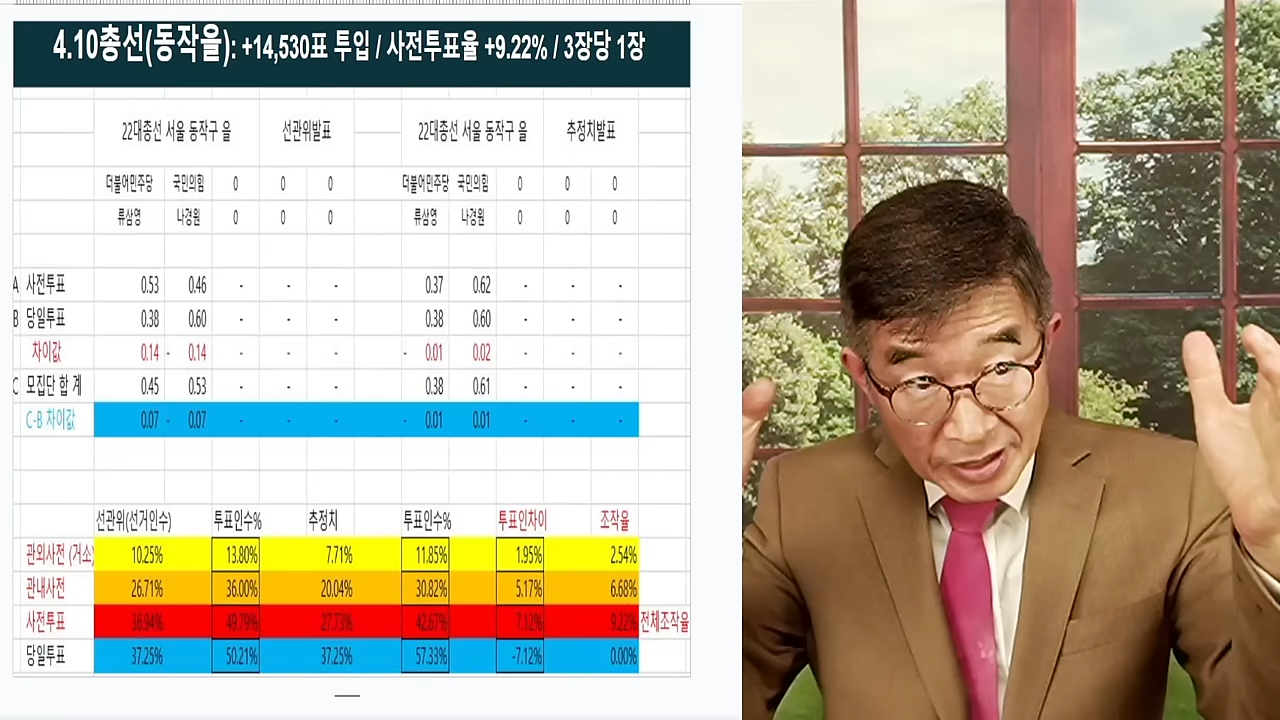 4.10총선(동작을): +14,530표 투입 / 사전투표율 +9.22% / 3장당 1장
22대총선 서울 동작구 을 선관위발표 22대총선 서울 동작구 을 추정치발표
더불어민주당 국민의힘 0 0 0 더불어민주당 국민의힘 0 0 0
류삼영 나경원 0 0 0 류삼영 나경원 0 0 0
A 사전투표 0.53 0.46 - - - 0.37 0.62 - - -
B 당일투표 0.38 0.60 - - - 0.38 0.60 - - -
차이값 0.14 - 0.14 - - - - 0.01 0.02 - - -
C 모집단 합 계 0.45 0.53 - - - 0.38 0.61 - - -
C-B 차이값 0.07 - 0.07 - - - - 0.01 0.01 - - -
선관위(선거인수) 투표인수% 추정치 투표인수% 투표인차이 조작율
관외사전 (거소) 10.25% 13.80% 7.71% 11.85% 1.95% 2.54%
관내사전 26.71% 36.00% 20.04% 30.82% 5.17% 6.68%
사전투표 36.94% 49.79% 27.73% 42.67% 7.12% 9.22% 전체조작율
당일투표 37.25% 50.21% 37.25% 57.33% -7.12% 0.00%